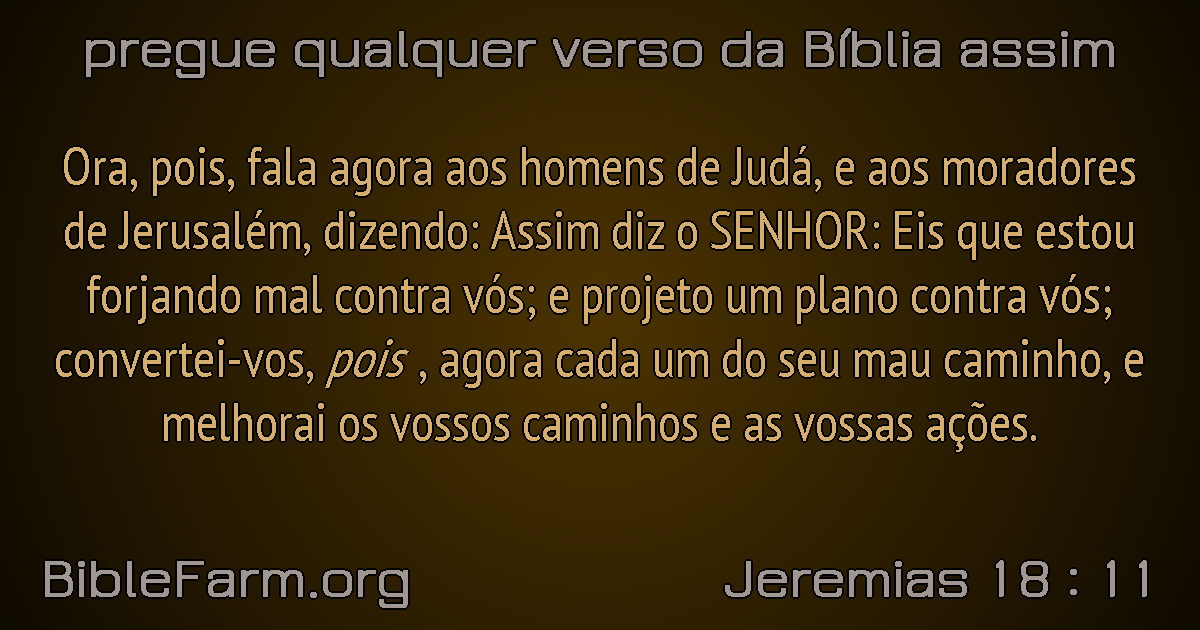 pregue qualquer verso da Bíblia assim
Ora, pois, fala agora aos homens de Judá, e aos moradores
de Jerusalém, dizendo: Assim diz o SENHOR: Eis que estou
forjando mal contra vós; e projeto um plano contra vós;
convertei-vos, pois , agora cada um do seu mau caminho, e
melhorai os vossos caminhos e as vossas ações.
BibleFarm.org
Jeremias 18 : 11